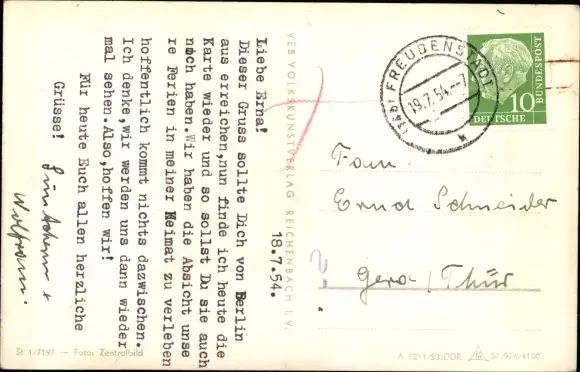 18.7.54.
Liebe Erna!
Dieser Gruss sollte Dich von Berlin
aus erreichen,nun finde ich heute die
Karte wieder und so sollst Du sie auch
noch haben.Wir haben die Absicht unse
re Ferien in meiner Heimat zu verleben
hoffentlich kommt nichts dazwischen.
Ich denke,wir werden uns dann wieder
mal sehen.Also,hoffen wir!
Für heute Euch allen herzliche
Grüsse!
Wolfram.
St 1/7197 — Foto: Zentralbild
VEB VOLKSKUNSTVERLAG REICHENBACH I. V.
FREUDENSTADT
19.7.54.-7
DEUTSCHE
BUNDESPOST
10
Fam.
Ernst Schneider
Gera/Thür
A 5211/53/DDR